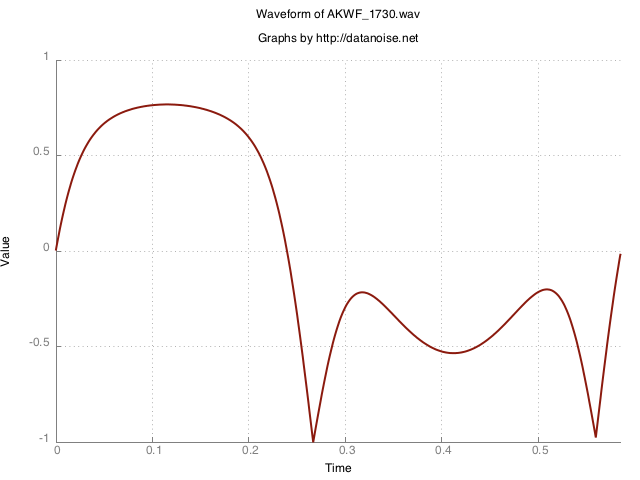 Waveform of AKWF_1730.wav
Graphs by http://datanoise.net
1
0.5
0
-0.5
-1
Value
0 0.1 0.2 0.3 0.4 0.5
Time